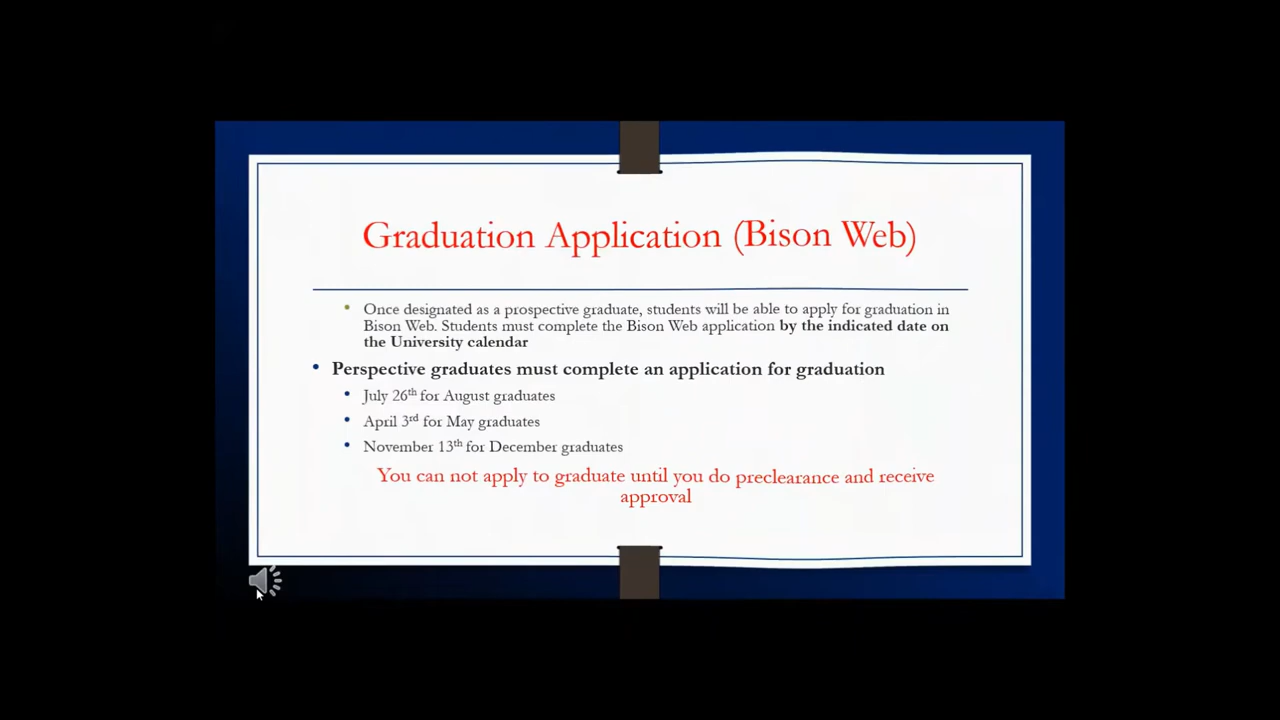 Graduation Application (Bison Web)
• Once designated as a prospective graduate, students will be able to apply for graduation in
Bison Web. Students must complete the Bison Web application by the indicated date on
the University calendar
• Perspective graduates must complete an application for graduation
• July 26th for August graduates
• April 3rd for May graduates
• November 13th for December graduates
You can not apply to graduate until you do preclearance and receive
approval